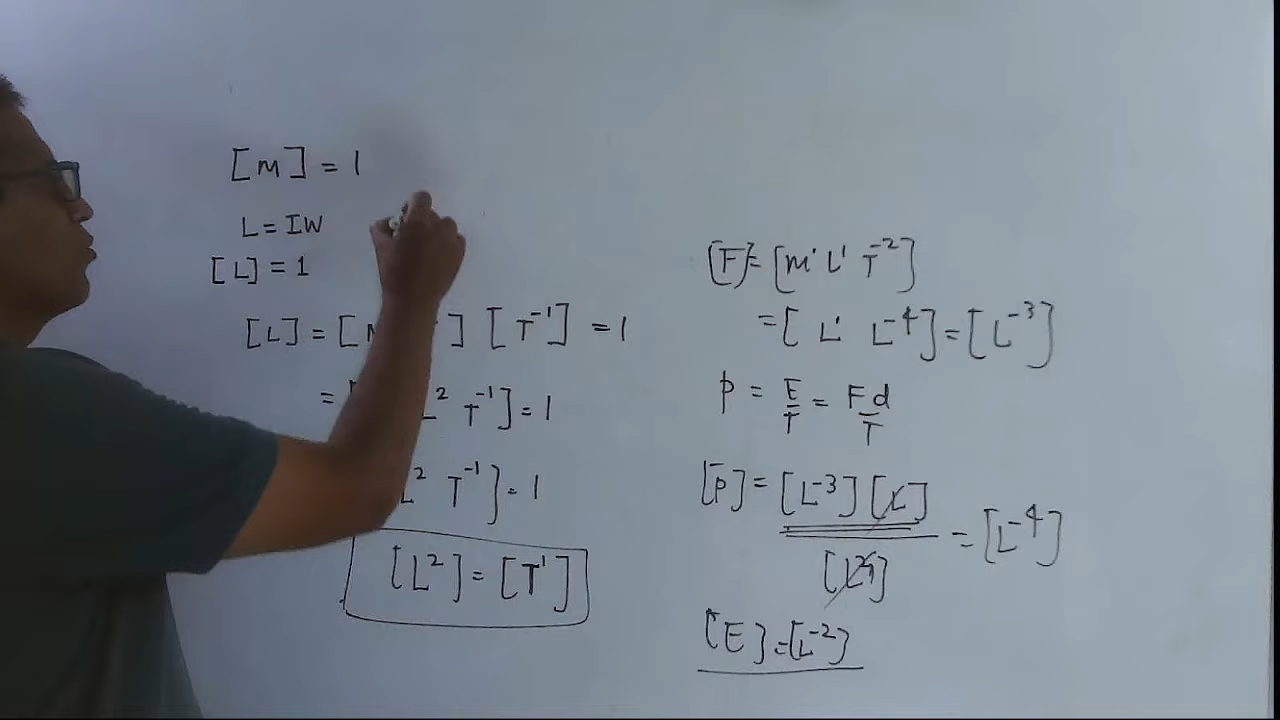 [M] = 1
L = IW
[L] = 1
[L] = [M ] [T⁻¹] = 1
= [ L² T⁻¹] = 1
L² T⁻¹] = 1
[L²] = [T¹]
[F] = [M¹ L¹ T⁻²]
= [ L¹ L⁻⁴] = [L⁻³]
P = E/T = Fd/T
[P] = [L⁻³][L]/[L²] = [L⁻⁴]
[E] = [L⁻²]